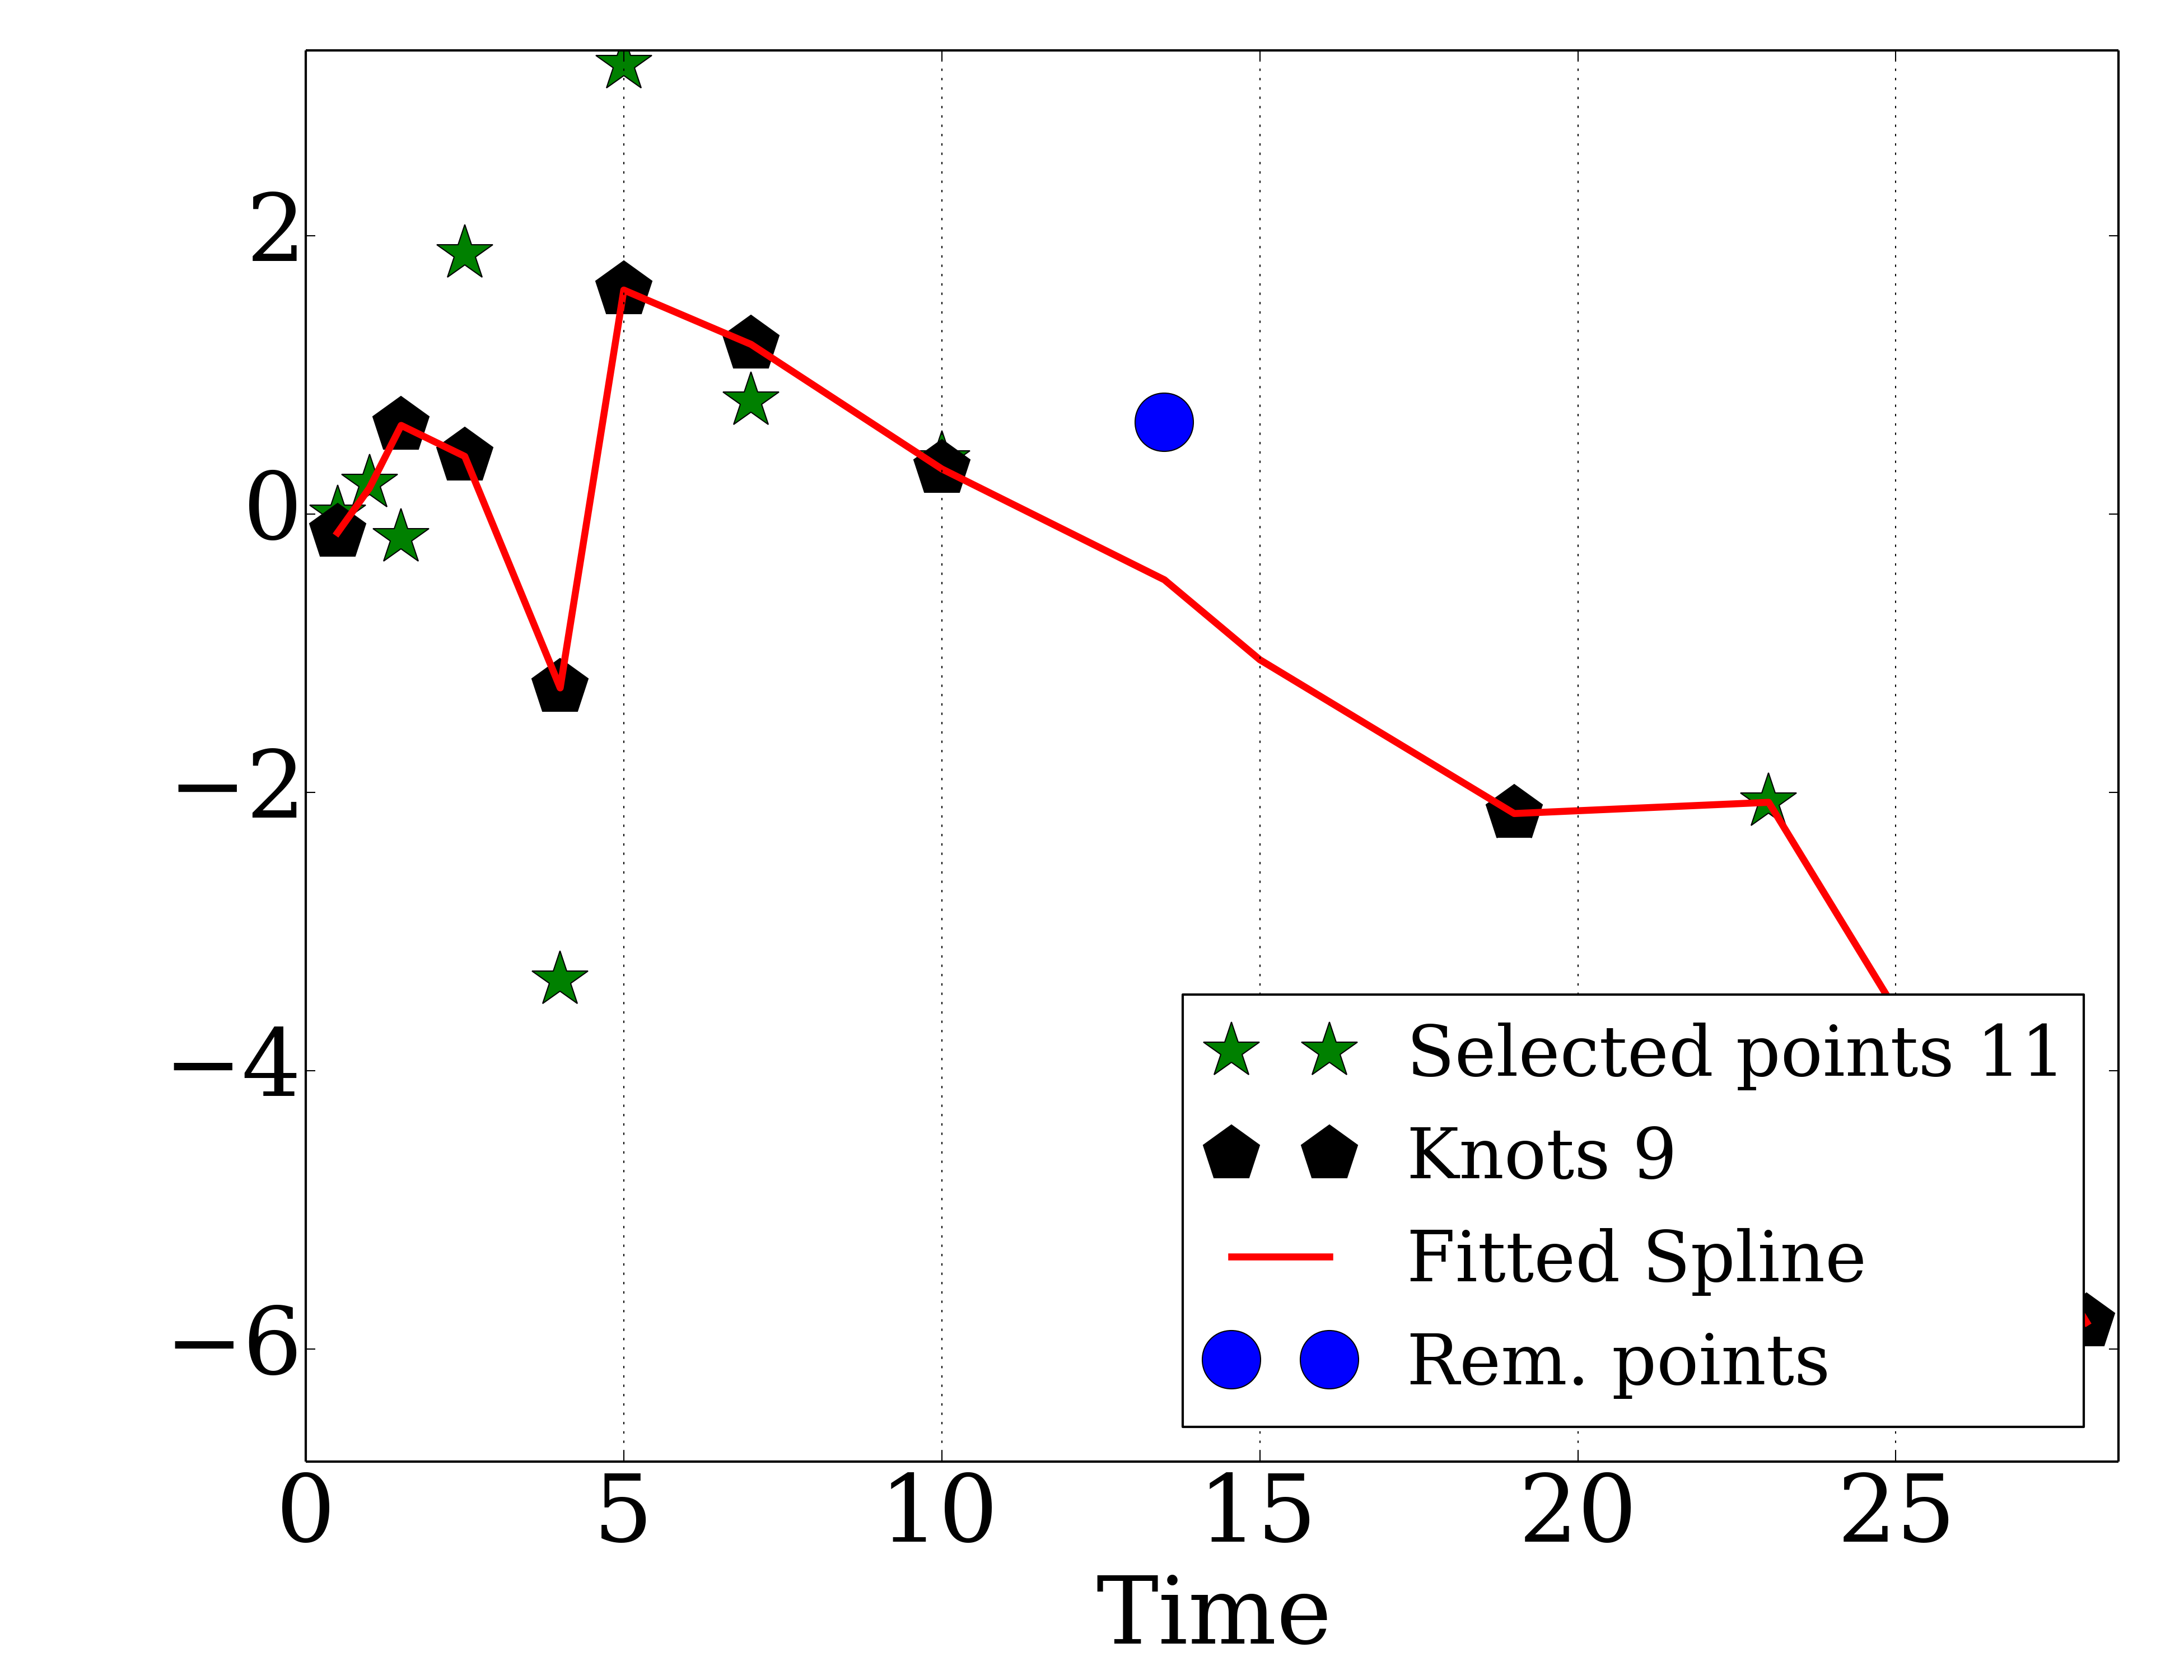 2
0
−2
−4
−6
0 5 10 15 20 25
Time
Selected points 11
Knots 9
Fitted Spline
Rem. points